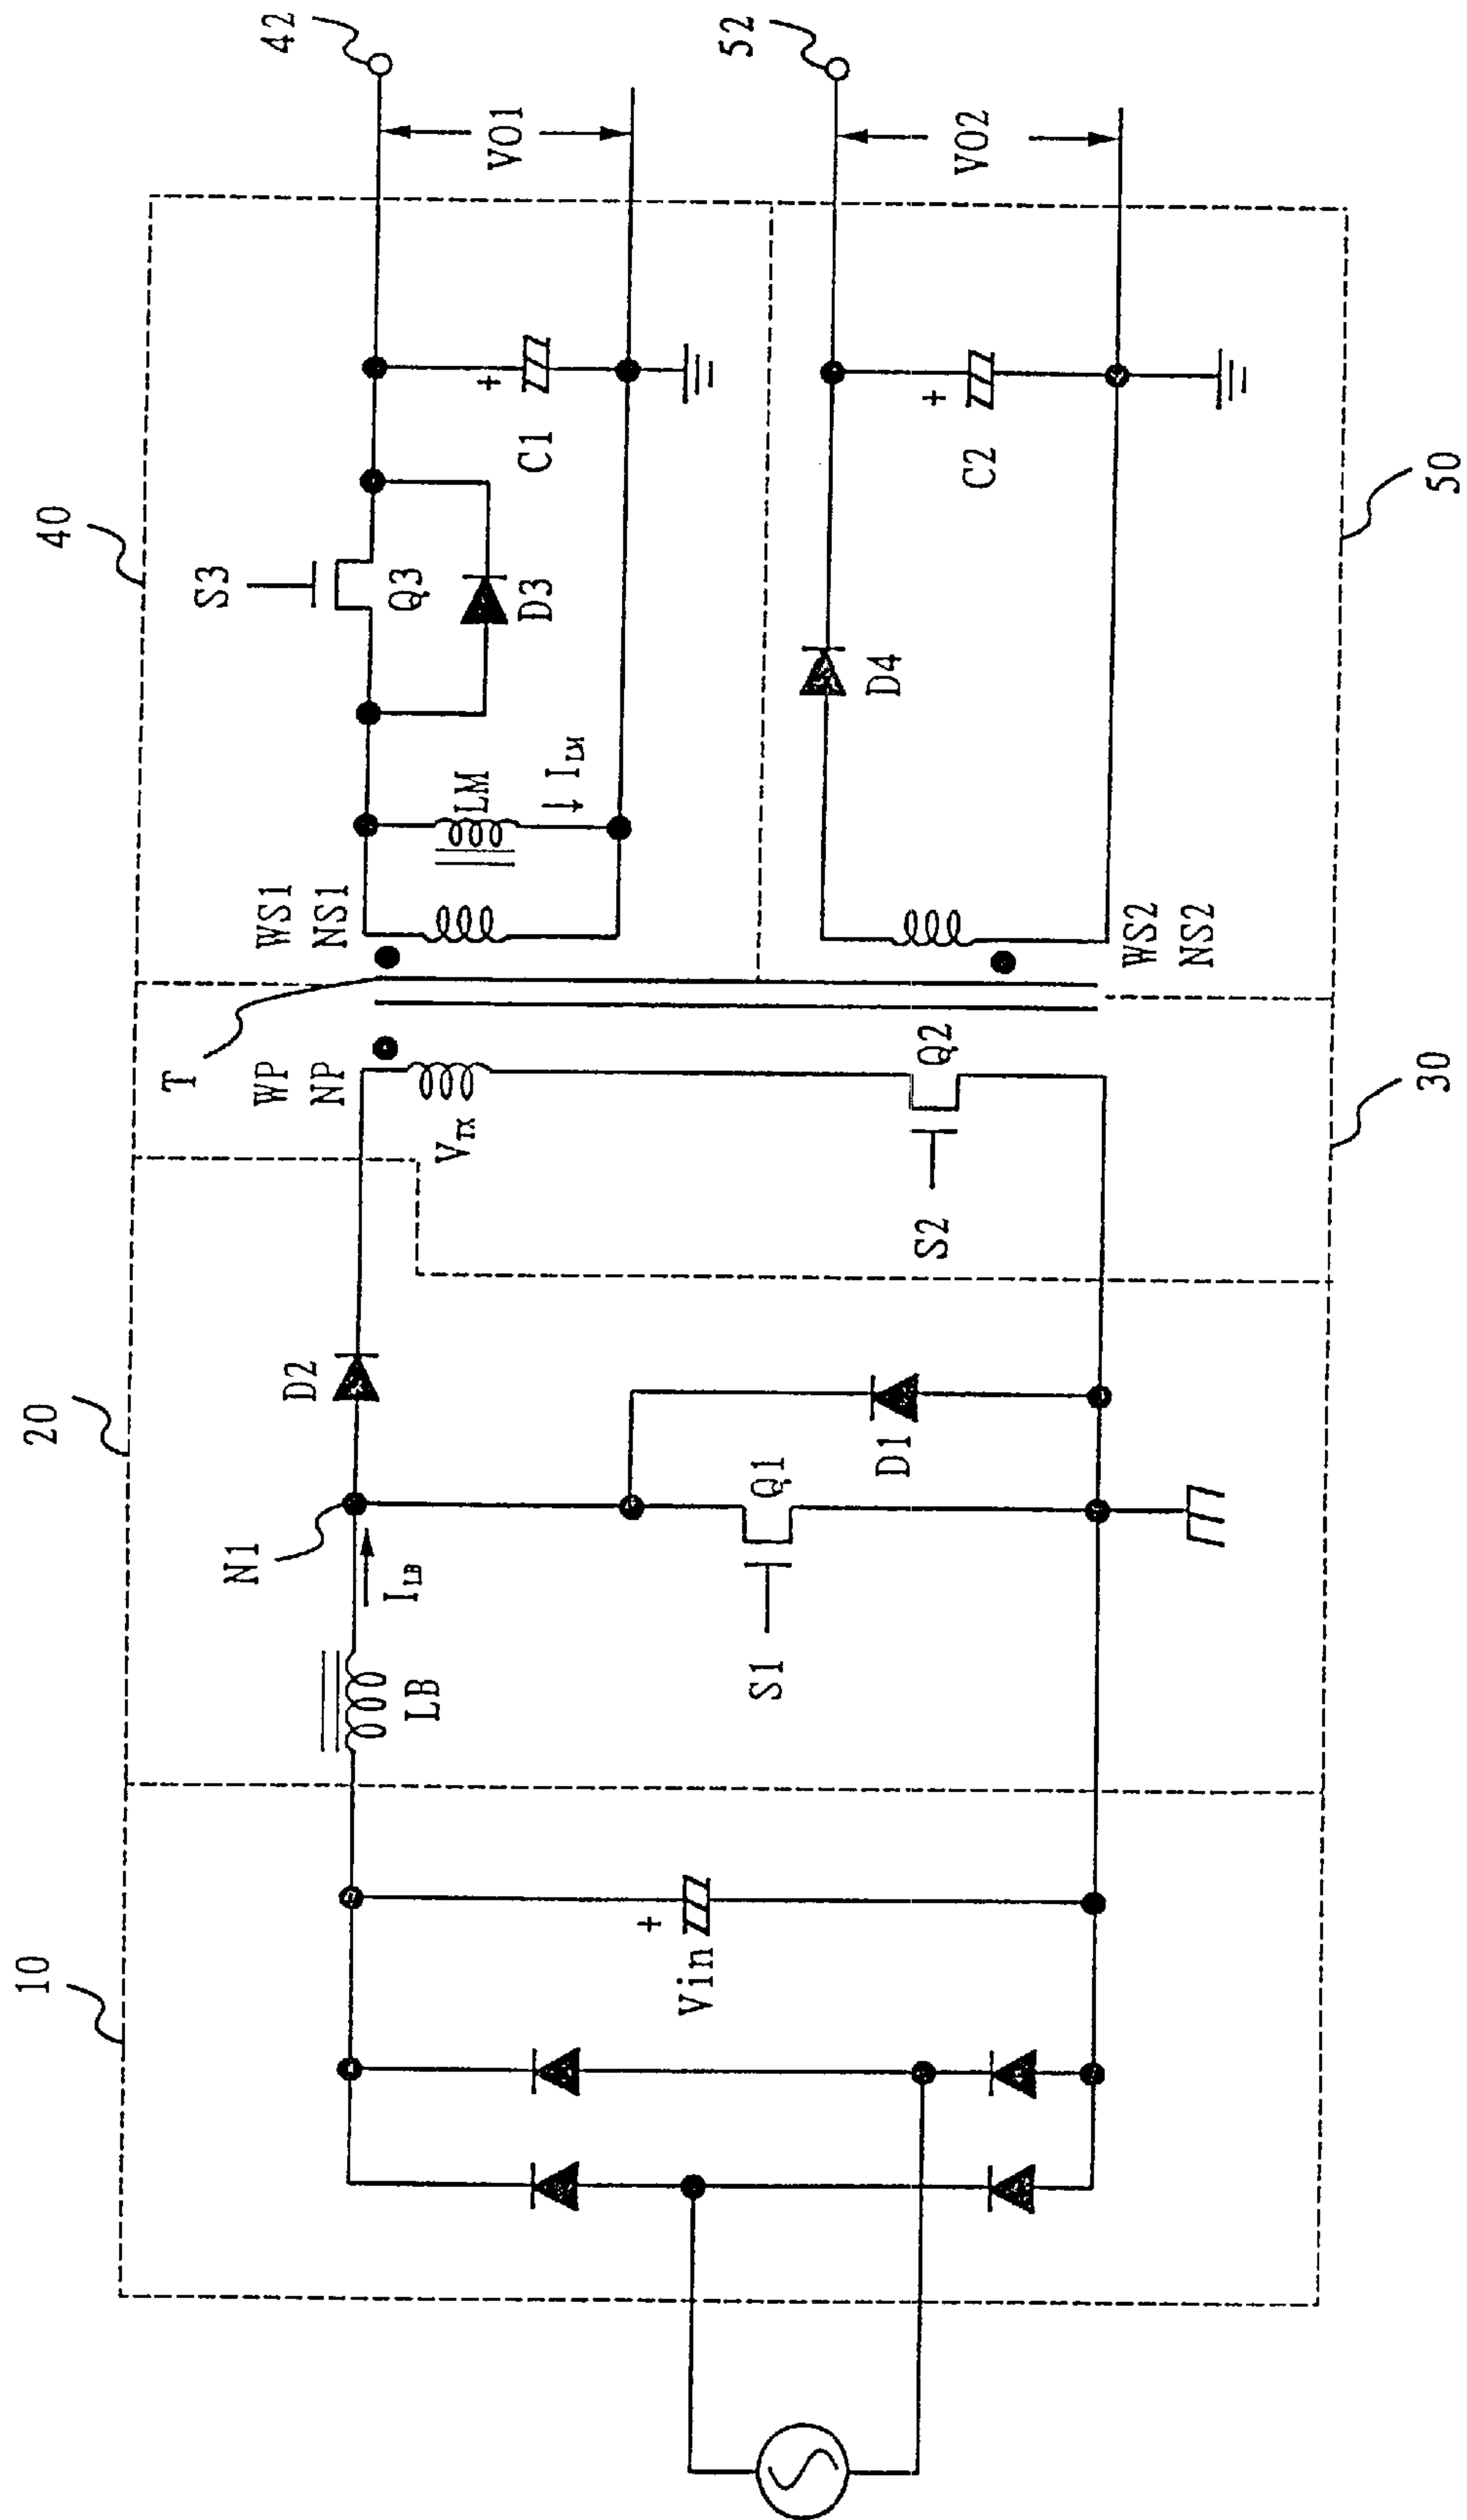 10
20
40
42
S3
WS1
NS1
T
WP
NP
D2
N1
I_LB
LB
Q3
D3
LM
I_LM
C1
+
VO1
52
V_TX
Vin
+
S1
Q1
D1
S2
Q2
D4
C2
+
VO2
WS2
NS2
30
50